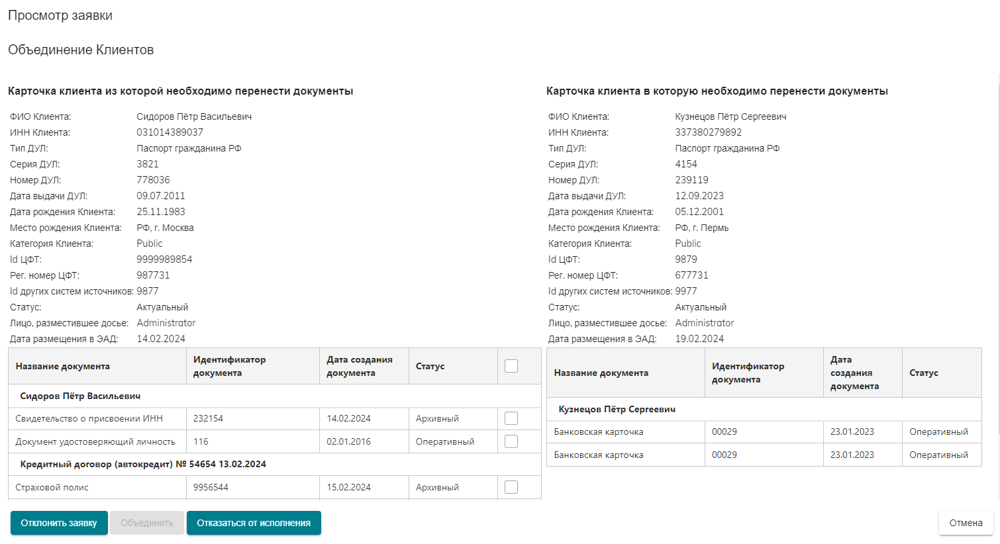 Просмотр заявки
Объединение Клиентов
Карточка клиента из которой необходимо перенести документы
ФИО Клиента: Сидоров Пётр Васильевич
ИНН Клиента: 031014389037
Тип ДУЛ: Паспорт гражданина РФ
Серия ДУЛ: 3821
Номер ДУЛ: 778036
Дата выдачи ДУЛ: 09.07.2011
Дата рождения Клиента: 25.11.1983
Место рождения Клиента: РФ, г. Москва
Категория Клиента: Public
Id ЦФТ: 9999989854
Рег. номер ЦФТ: 987731
Id других систем источников: 9877
Статус: Актуальный
Лицо, разместившее досье: Administrator
Дата размещения в ЭАД: 14.02.2024
Название документа Идентификатор документа Дата создания документа Статус
Сидоров Пётр Васильевич
Свидетельство о присвоении ИНН 232154 14.02.2024 Архивный
Документ удостоверяющий личность 116 02.01.2016 Оперативный
Кредитный договор (автокредит) № 54654 13.02.2024
Страховой полис 9956544 15.02.2024 Архивный
Карточка клиента в которую необходимо перенести документы
ФИО Клиента: Кузнецов Пётр Сергеевич
ИНН Клиента: 337380279892
Тип ДУЛ: Паспорт гражданина РФ
Серия ДУЛ: 4154
Номер ДУЛ: 239119
Дата выдачи ДУЛ: 12.09.2023
Дата рождения Клиента: 05.12.2001
Место рождения Клиента: РФ, г. Пермь
Категория Клиента: Public
Id ЦФТ: 9879
Рег. номер ЦФТ: 677731
Id других систем источников: 9977
Статус: Актуальный
Лицо, разместившее досье: Administrator
Дата размещения в ЭАД: 19.02.2024
Название документа Идентификатор документа Дата создания документа Статус
Кузнецов Пётр Сергеевич
Банковская карточка 00029 23.01.2023 Оперативный
Банковская карточка 00029 23.01.2023 Оперативный
Отклонить заявку Объединить Отказаться от исполнения Отмена